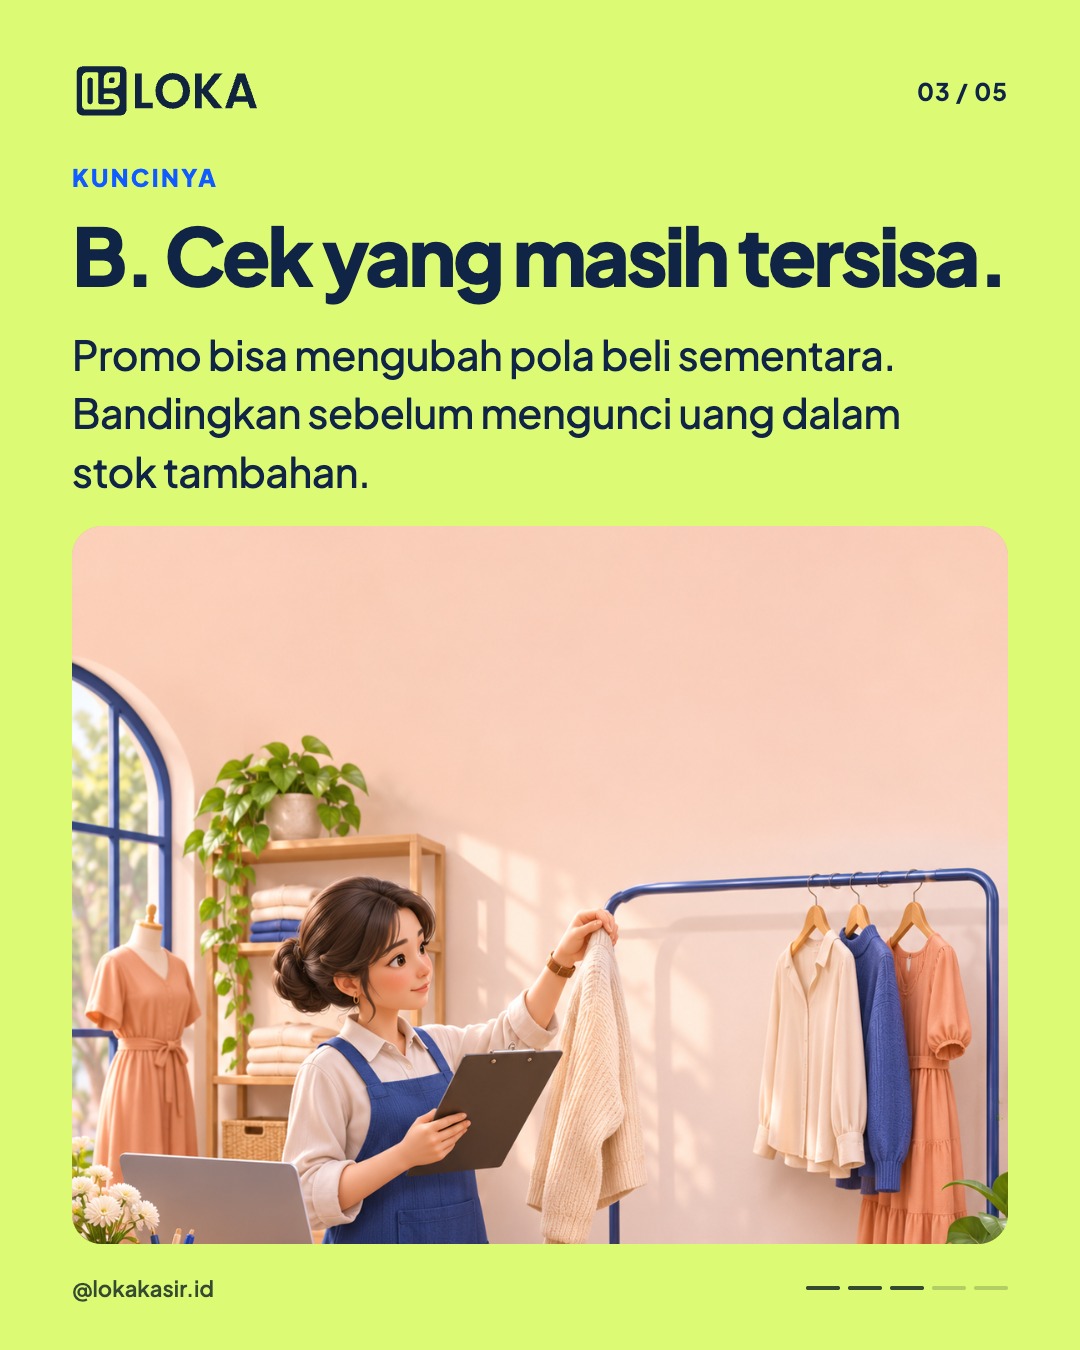 LOKA
03 / 05
KUNCINYA
B. Cek yang masih tersisa.
Promo bisa mengubah pola beli sementara.
Bandingkan sebelum mengunci uang dalam
stok tambahan.
@lokakasir.id